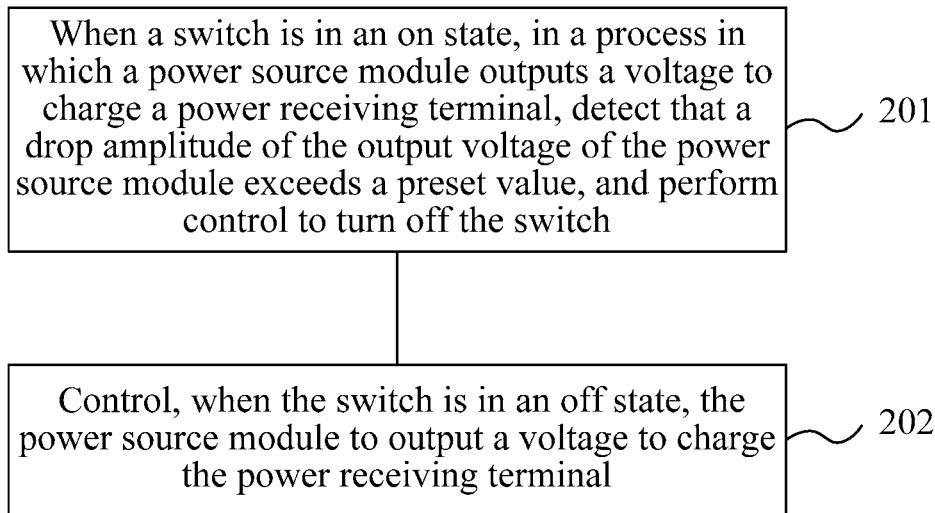 When a switch is in an on state, in a process in
which a power source module outputs a voltage to
charge a power receiving terminal, detect that a
drop amplitude of the output voltage of the power
source module exceeds a preset value, and perform
control to turn off the switch
201
Control, when the switch is in an off state, the
power source module to output a voltage to charge
the power receiving terminal
202